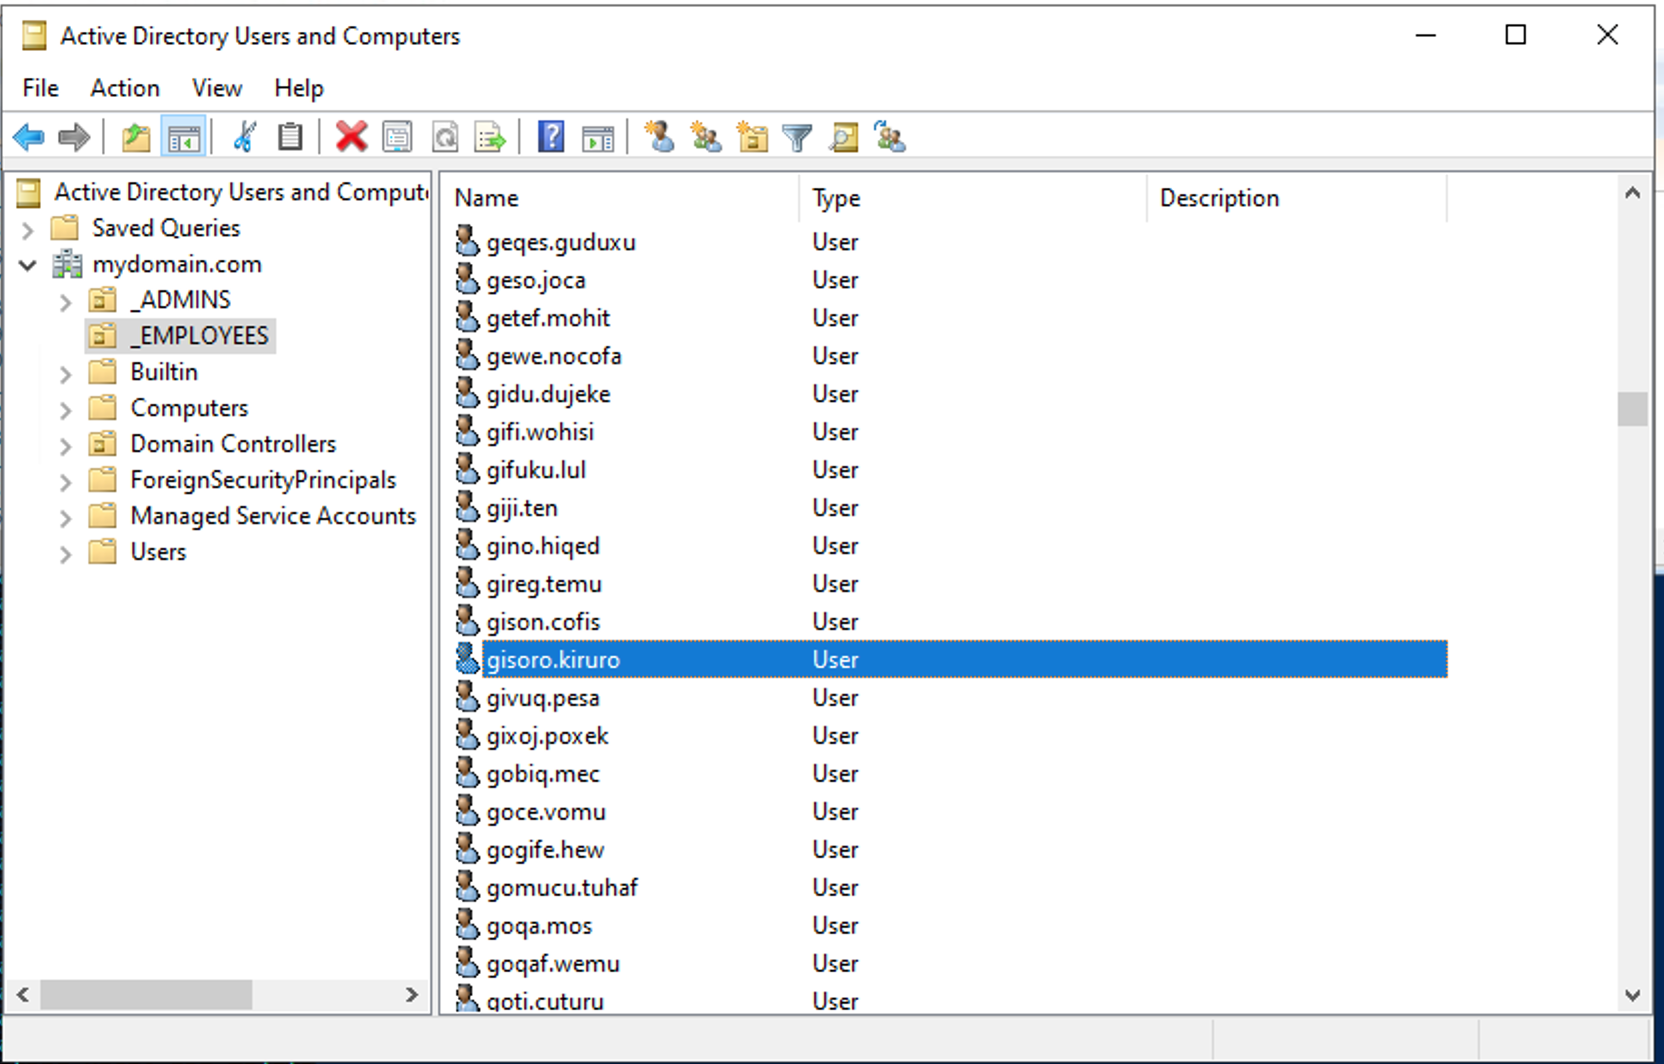 Active Directory Users and Computers
File Action View Help
Active Directory Users and Comput
Saved Queries
mydomain.com
_ADMINS
_EMPLOYEES
Builtin
Computers
Domain Controllers
ForeignSecurityPrincipals
Managed Service Accounts
Users
Name Type Description
geqes.guduxu User
geso.joca User
getef.mohit User
gewe.nocofa User
gidu.dujeke User
gifi.wohisi User
gifuku.lul User
giji.ten User
gino.hiqed User
gireg.temu User
gison.cofis User
gisoro.kiruro User
givuq.pesa User
gixoj.poxek User
gobiq.mec User
goce.vomu User
gogife.hew User
gomucu.tuhaf User
goqa.mos User
goqaf.wemu User
goti.cuturu User